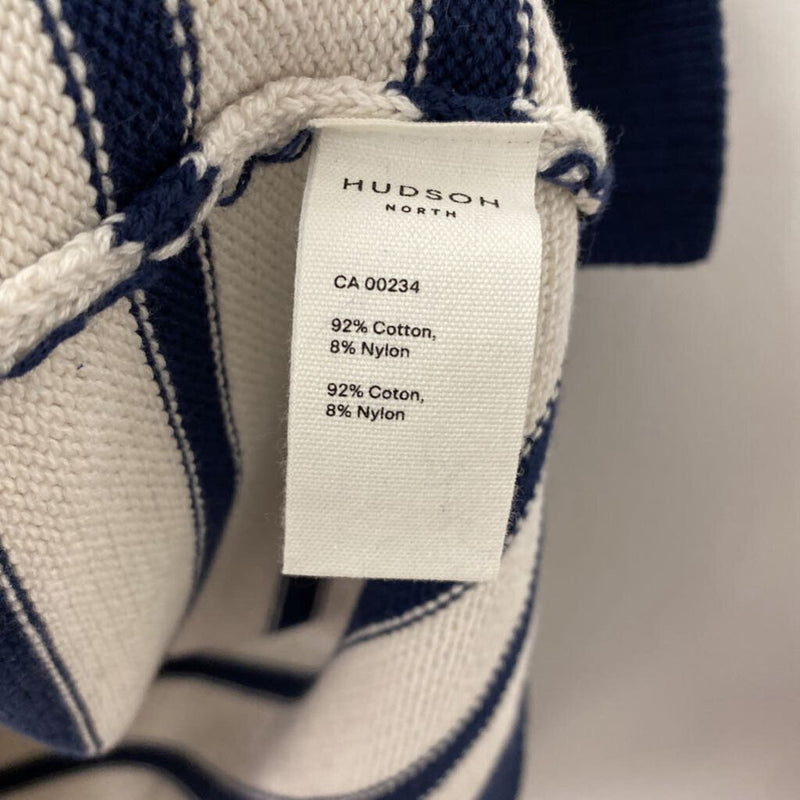 HUDSON
NORTH
CA 00234
92% Cotton,
8% Nylon
92% Coton,
8% Nylon